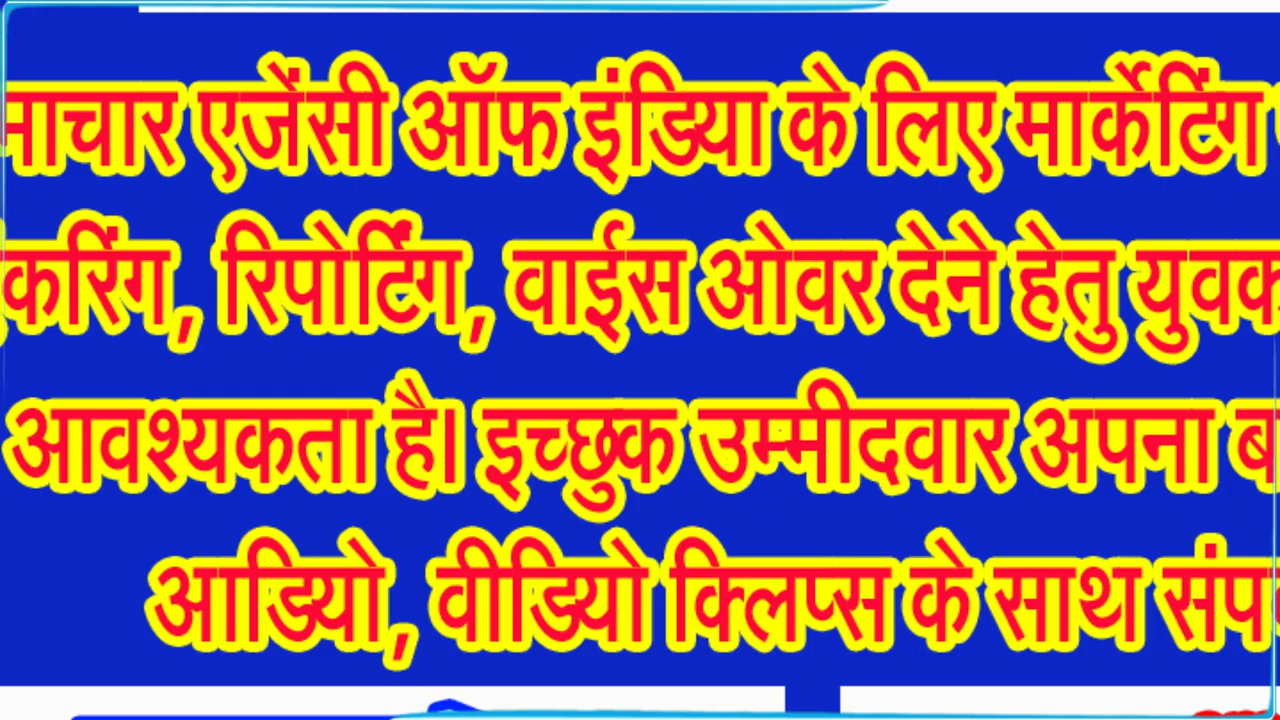 माचार एजेंसी ऑफ इंडिया के लिए मार्केटिंग
करिंग, रिपोर्टिंग, वाईस ओवर देने हेतु युवक
आवश्यकता है। इच्छुक उम्मीदवार अपना ब
आडियो, वीडियो क्लिप्स के साथ संप